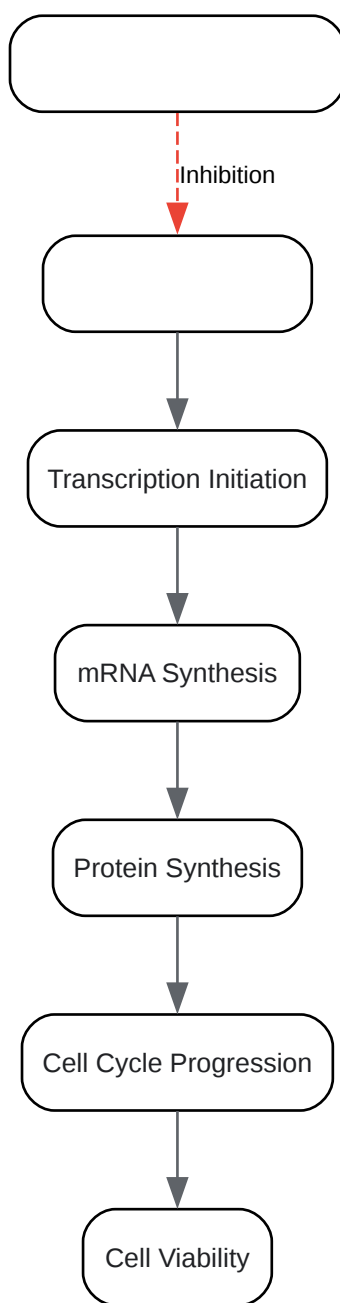 Inhibition
Transcription Initiation
mRNA Synthesis
Protein Synthesis
Cell Cycle Progression
Cell Viability